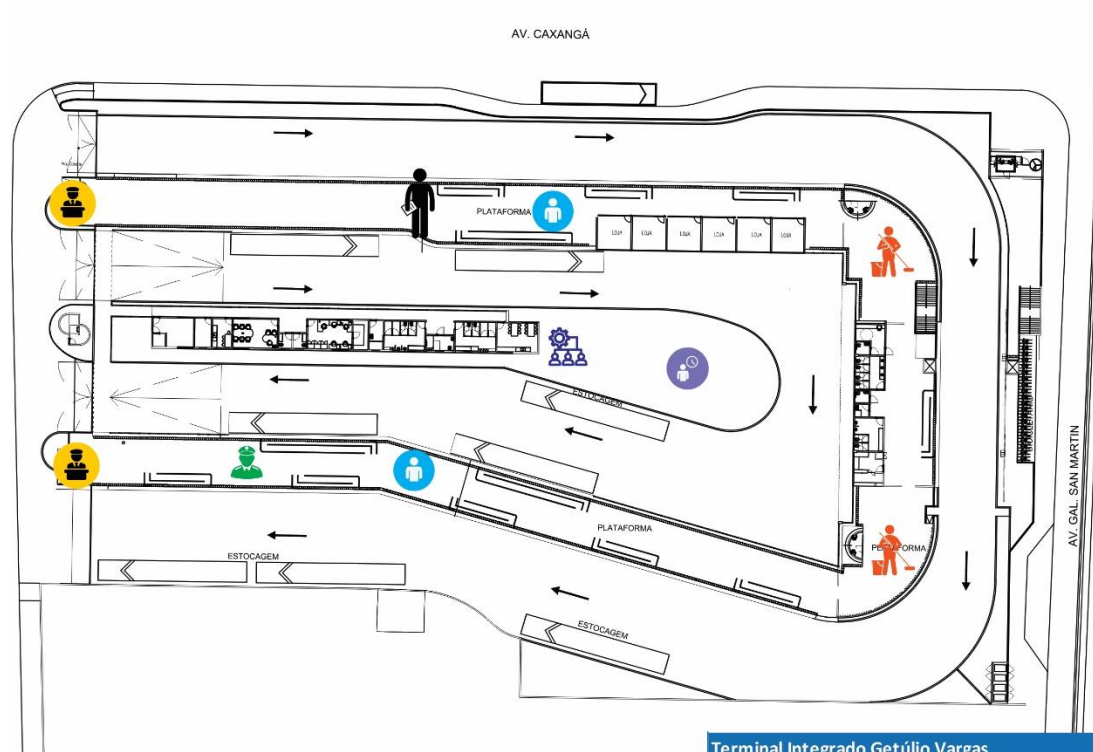 AV. CAXANGÁ
PLATAFORMA
LOJA
LOJA
LOJA
LOJA
LOJA
LOJA
ESTOCAGEM
PLATAFORMA
AV. GAL. SAN MARTIN
ESTOCAGEM
ESTOCAGEM
Terminal Integrado Getúlio Vargas